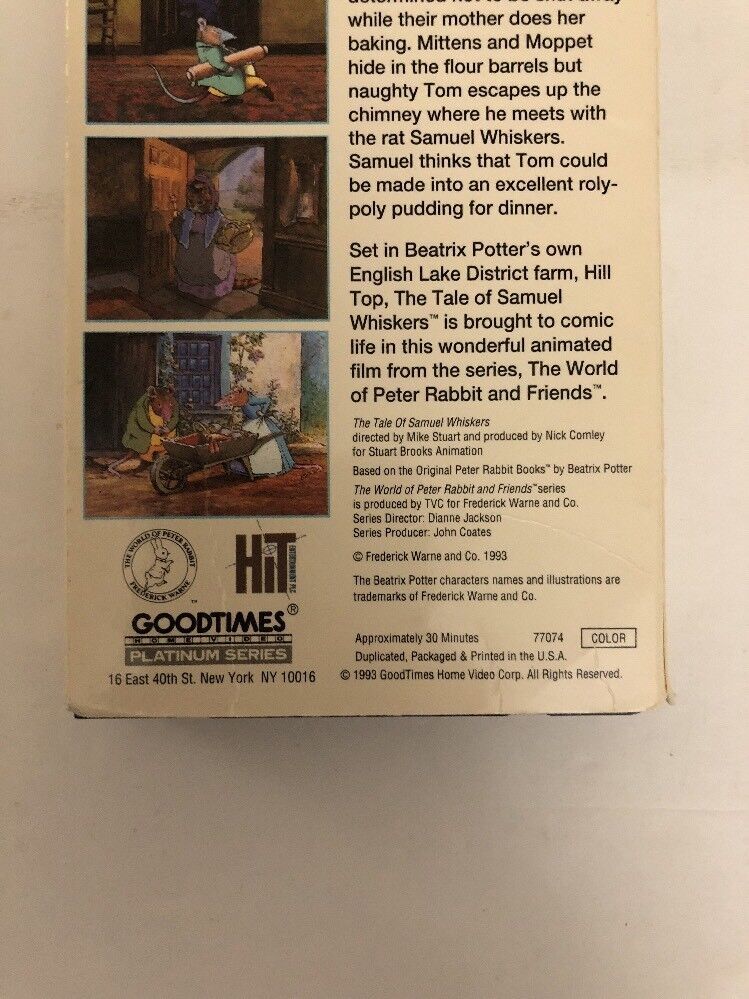 determined not to be shut away
while their mother does her
baking. Mittens and Moppet
hide in the flour barrels but
naughty Tom escapes up the
chimney where he meets with
the rat Samuel Whiskers.
Samuel thinks that Tom could
be made into an excellent roly-
poly pudding for dinner.
Set in Beatrix Potter's own
English Lake District farm, Hill
Top, The Tale of Samuel
Whiskers™ is brought to comic
life in this wonderful animated
film from the series, The World
of Peter Rabbit and Friends™.
The Tale Of Samuel Whiskers
directed by Mike Stuart and produced by Nick Comley
for Stuart Brooks Animation
Based on the Original Peter Rabbit Books™ by Beatrix Potter
The World of Peter Rabbit and Friends™ series
is produced by TVC for Frederick Warne and Co.
Series Director: Dianne Jackson
Series Producer: John Coates
© Frederick Warne and Co. 1993
The Beatrix Potter characters names and illustrations are
trademarks of Frederick Warne and Co.
Approximately 30 Minutes 77074 COLOR
Duplicated, Packaged & Printed in the U.S.A.
© 1993 GoodTimes Home Video Corp. All Rights Reserved.
THE WORLD OF PETER RABBIT
FREDERICK WARNE
™
HiT
ENTERTAINMENT PLC
GOODTIMES®
HOME VIDEO
PLATINUM SERIES
16 East 40th St. New York NY 10016